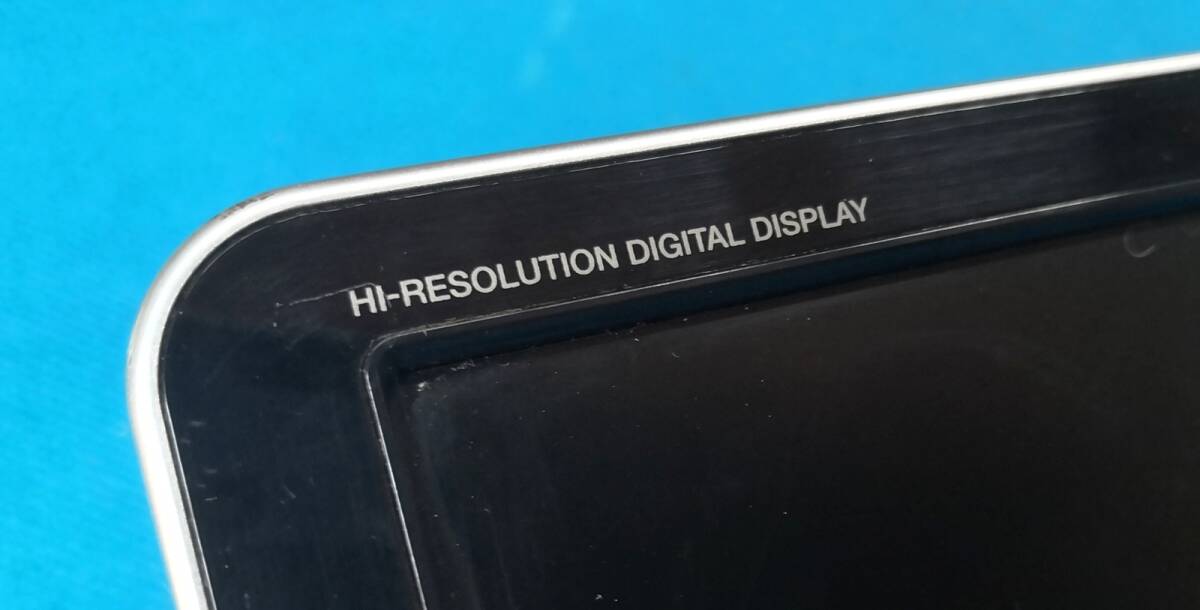 HI-RESOLUTION DIGITAL DISPLAY